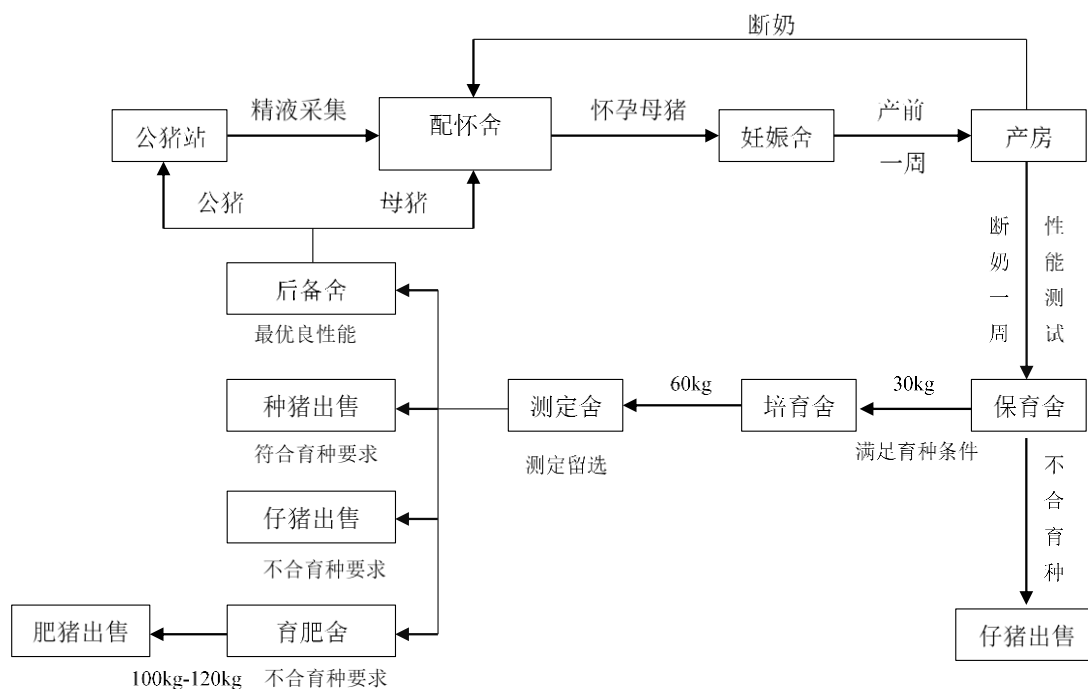 断奶
精液采集
配怀舍
怀孕母猪
产前
公猪站
妊娠舍
产房
一周
公猪
母猪
断奶一周
性能测试
后备舍
最优良性能
种猪出售
符合育种要求
测定舍
测定留选
60kg
培育舍
30kg
满足育种条件
保育舍
不合育种
仔猪出售
不合育种要求
肥猪出售
育肥舍
100kg-120kg
不合育种要求
仔猪出售